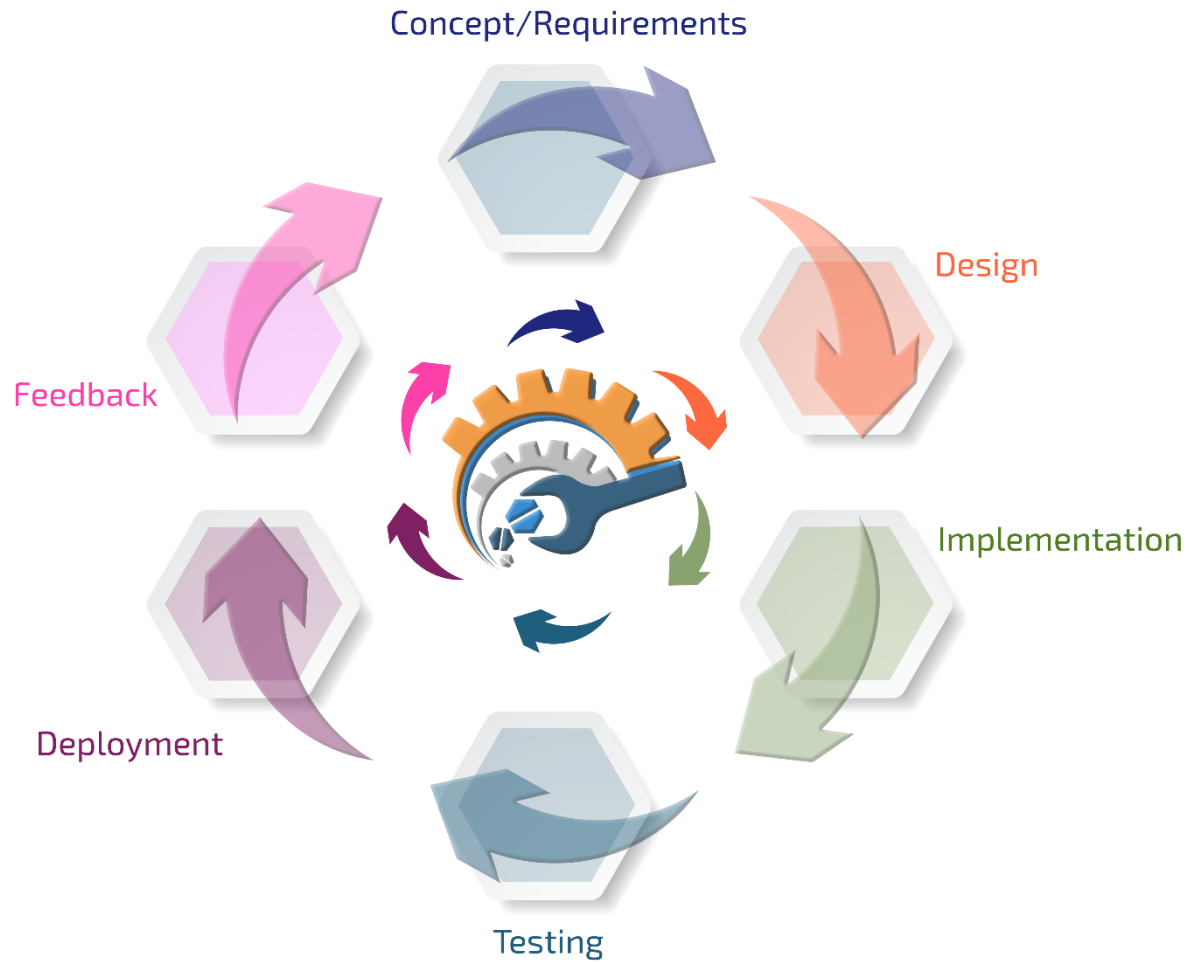 Concept/Requirements
Design
Implementation
Testing
Deployment
Feedback